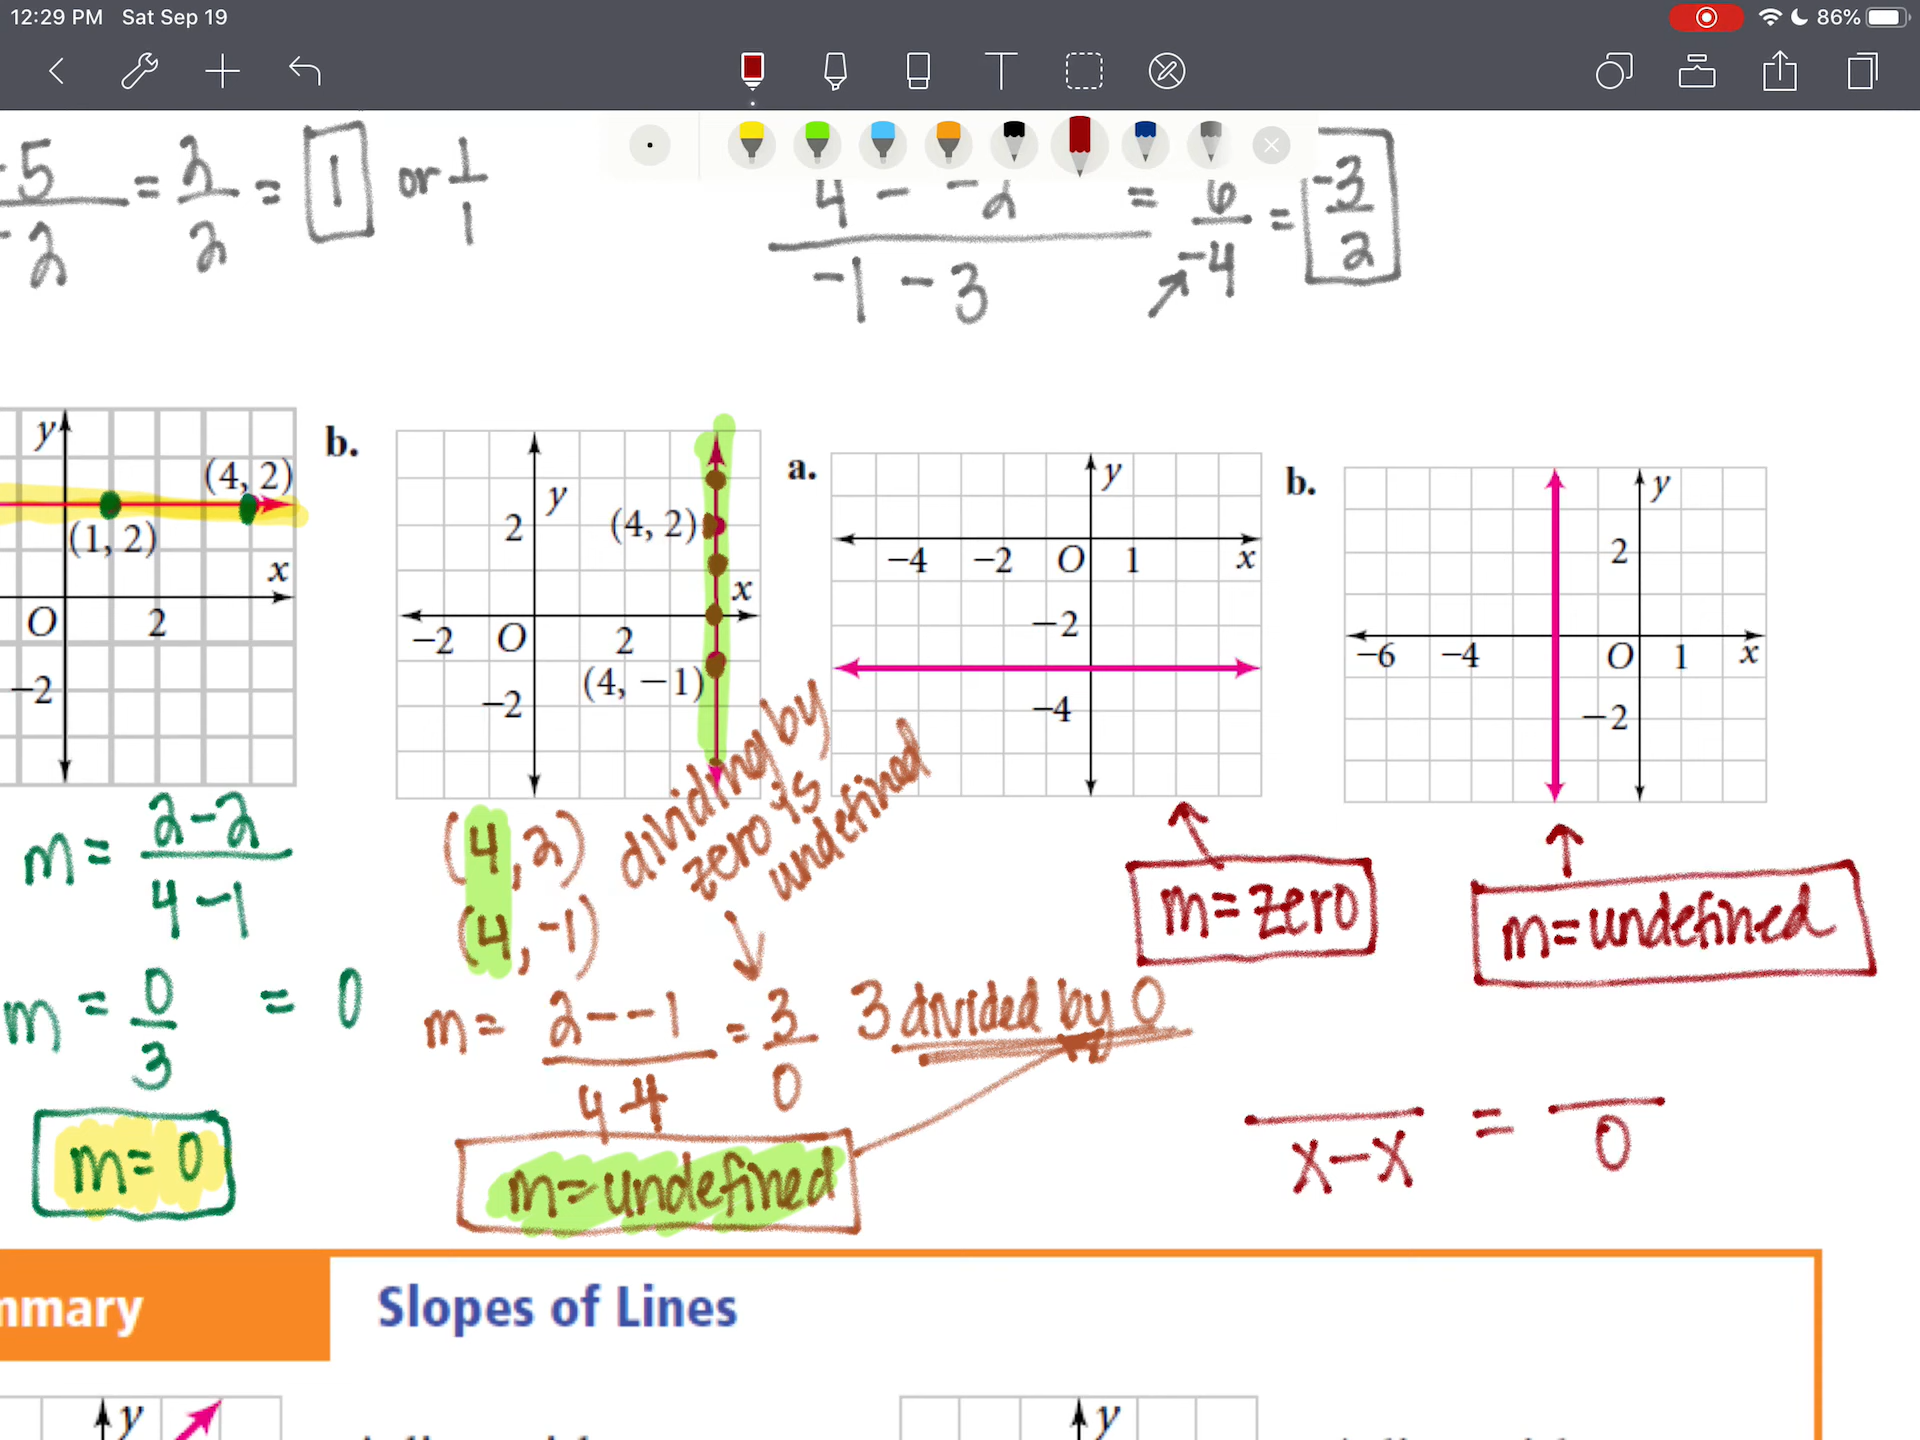 12:29 PM Sat Sep 19
86%
-5/-2 = 2/2 = 1 or 1/1
4 - -2 / -1 - 3 = 6/-4 = -3/2
y
(4, 2)
(1, 2)
x
O 2
-2
b.
y
2
(4, 2)
x
-2 O 2
(4, -1)
-2
a.
y
-4 -2 O 1 x
-2
-4
b.
y
2
-6 -4 O 1 x
-2
m = 2-2 / 4-1
m = 0/3 = 0
m = 0
(4, 2)
(4, -1)
dividing by
zero is
undefined
m = 2--1 / 4-4 = 3/0
3 divided by 0
m = undefined
m = zero
m = undefined
x-x = 0
mmary
Slopes of Lines
y
y